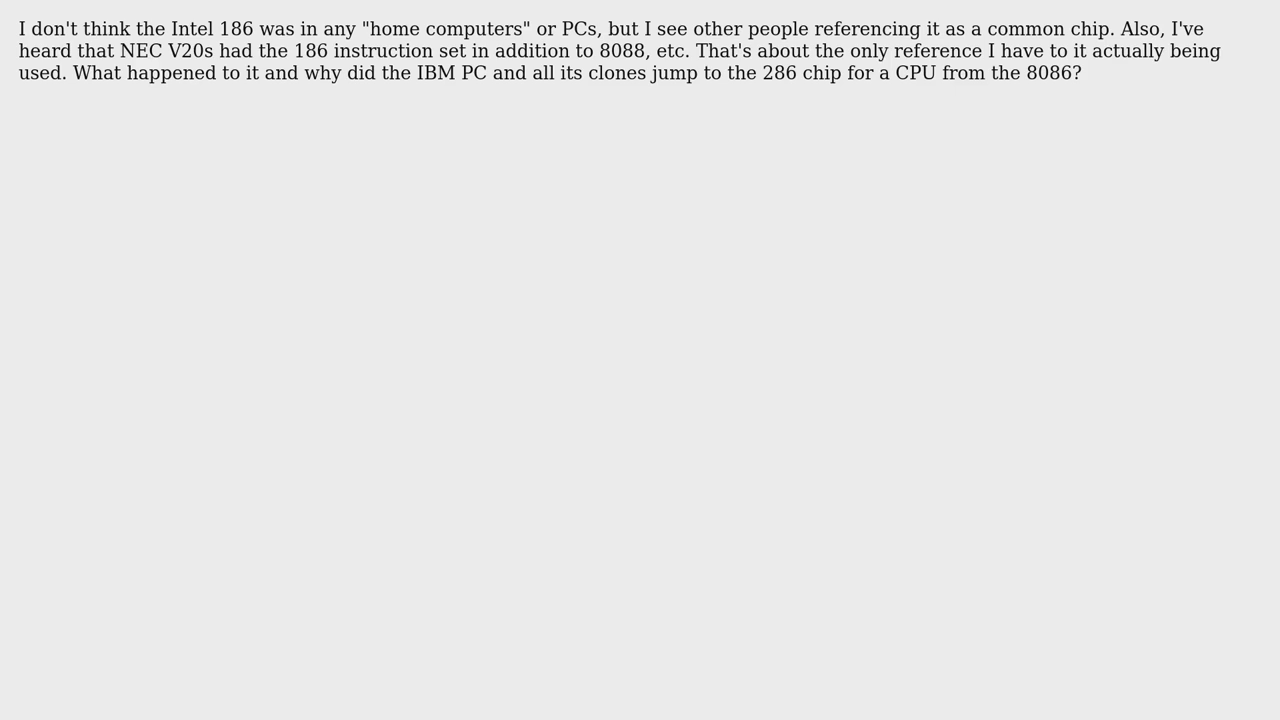 I don't think the Intel 186 was in any "home computers" or PCs, but I see other people referencing it as a common chip. Also, I've
heard that NEC V20s had the 186 instruction set in addition to 8088, etc. That's about the only reference I have to it actually being
used. What happened to it and why did the IBM PC and all its clones jump to the 286 chip for a CPU from the 8086?